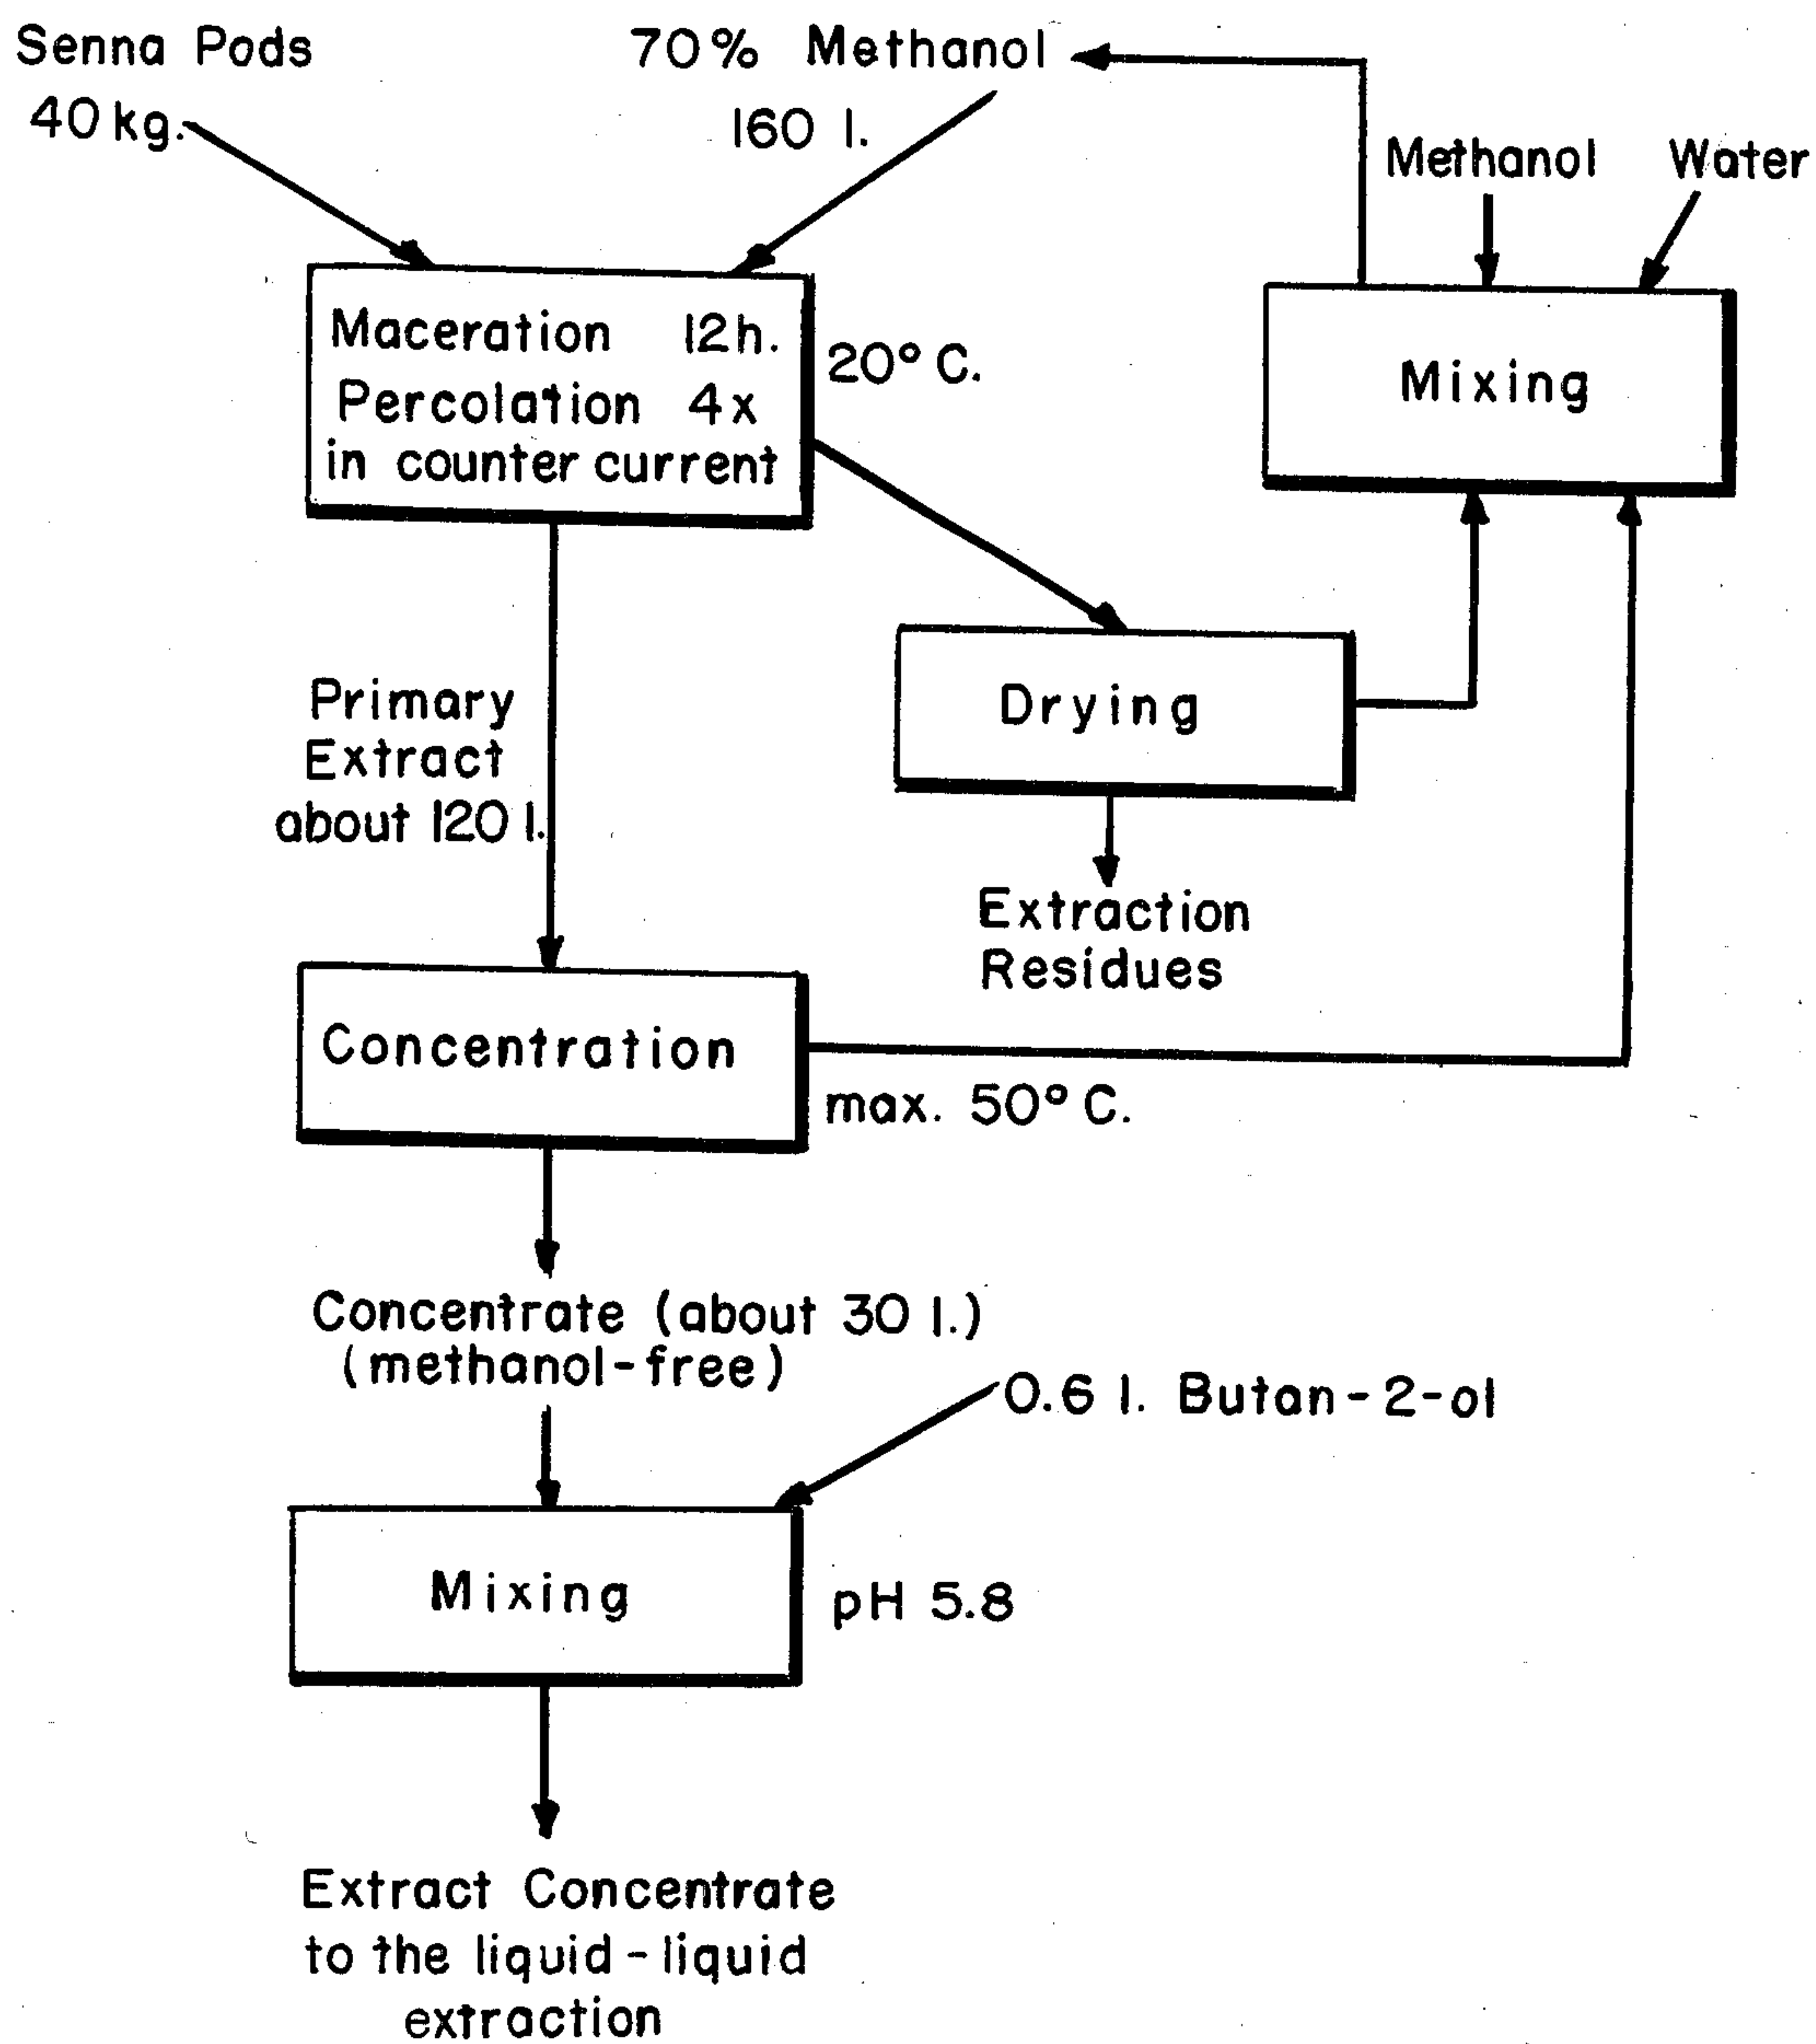 Senna Pods
40 kg.
70% Methanol
160 l.
Methanol
Water
Maceration 12h.
Percolation 4x
in counter current
20° C.
Mixing
Primary
Extract
about 120 l.
Drying
Extraction
Residues
Concentration
max. 50° C.
Concentrate (about 30 l.)
(methanol-free)
0.6 l. Butan-2-ol
Mixing
pH 5.8
Extract Concentrate
to the liquid-liquid
extraction